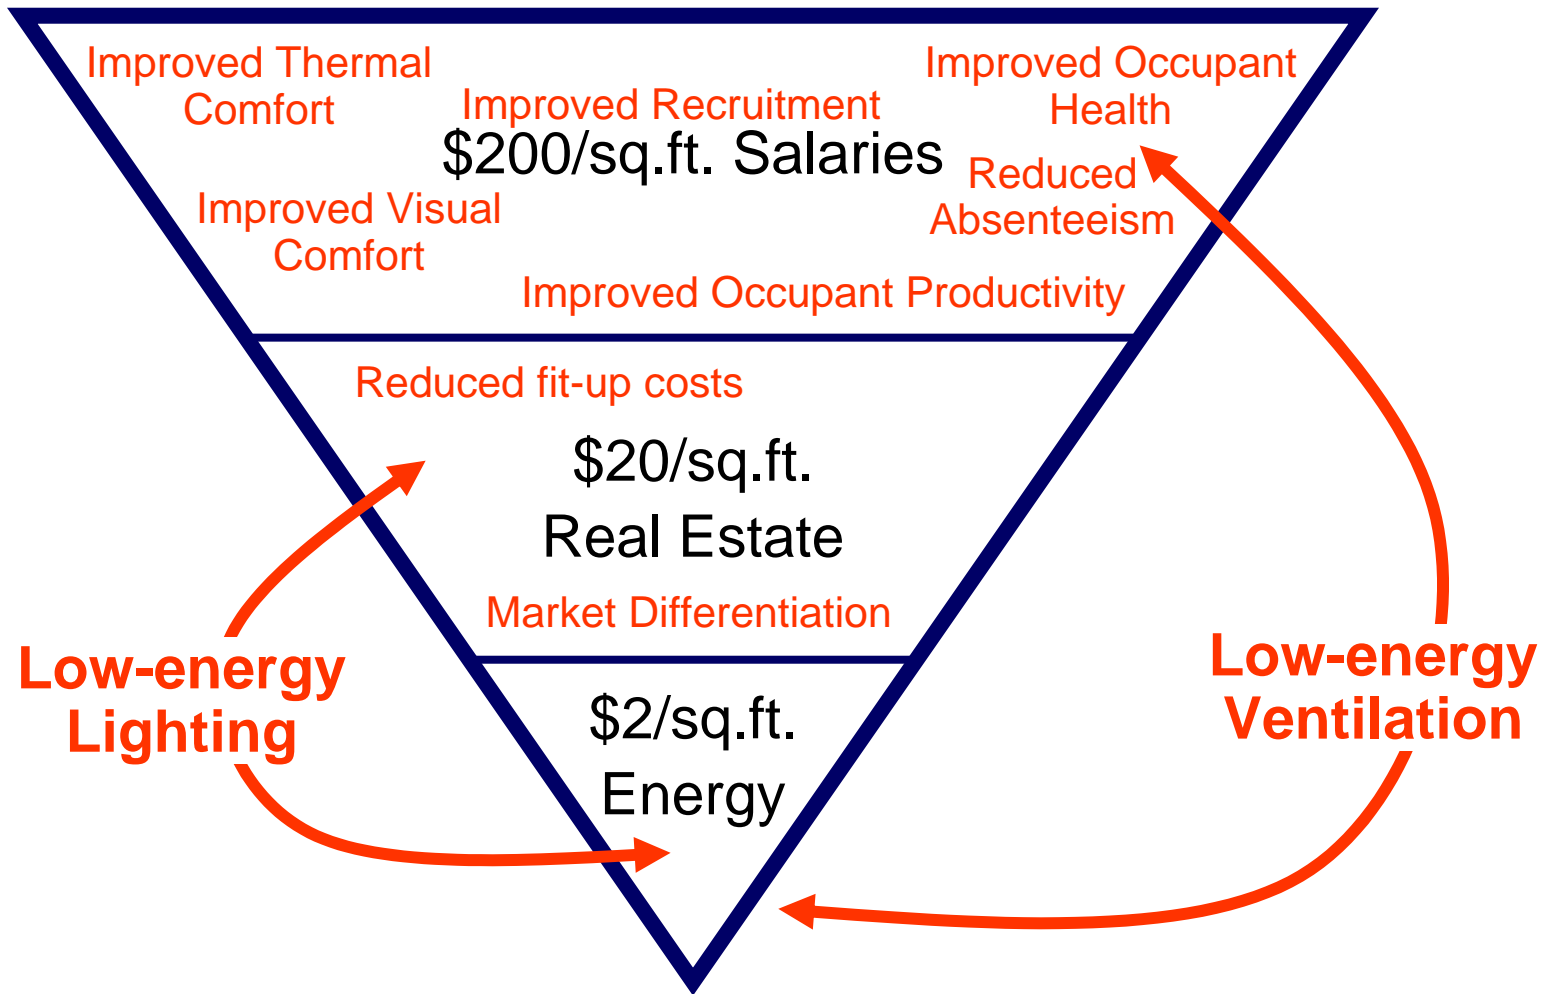 Improved Thermal
Comfort
Improved Recruitment
Improved Occupant
Health
$200/sq.ft. Salaries
Reduced
Absenteeism
Improved Visual
Comfort
Improved Occupant Productivity
Reduced fit-up costs
$20/sq.ft.
Real Estate
Market Differentiation
Low-energy
Lighting
Low-energy
Ventilation
$2/sq.ft.
Energy